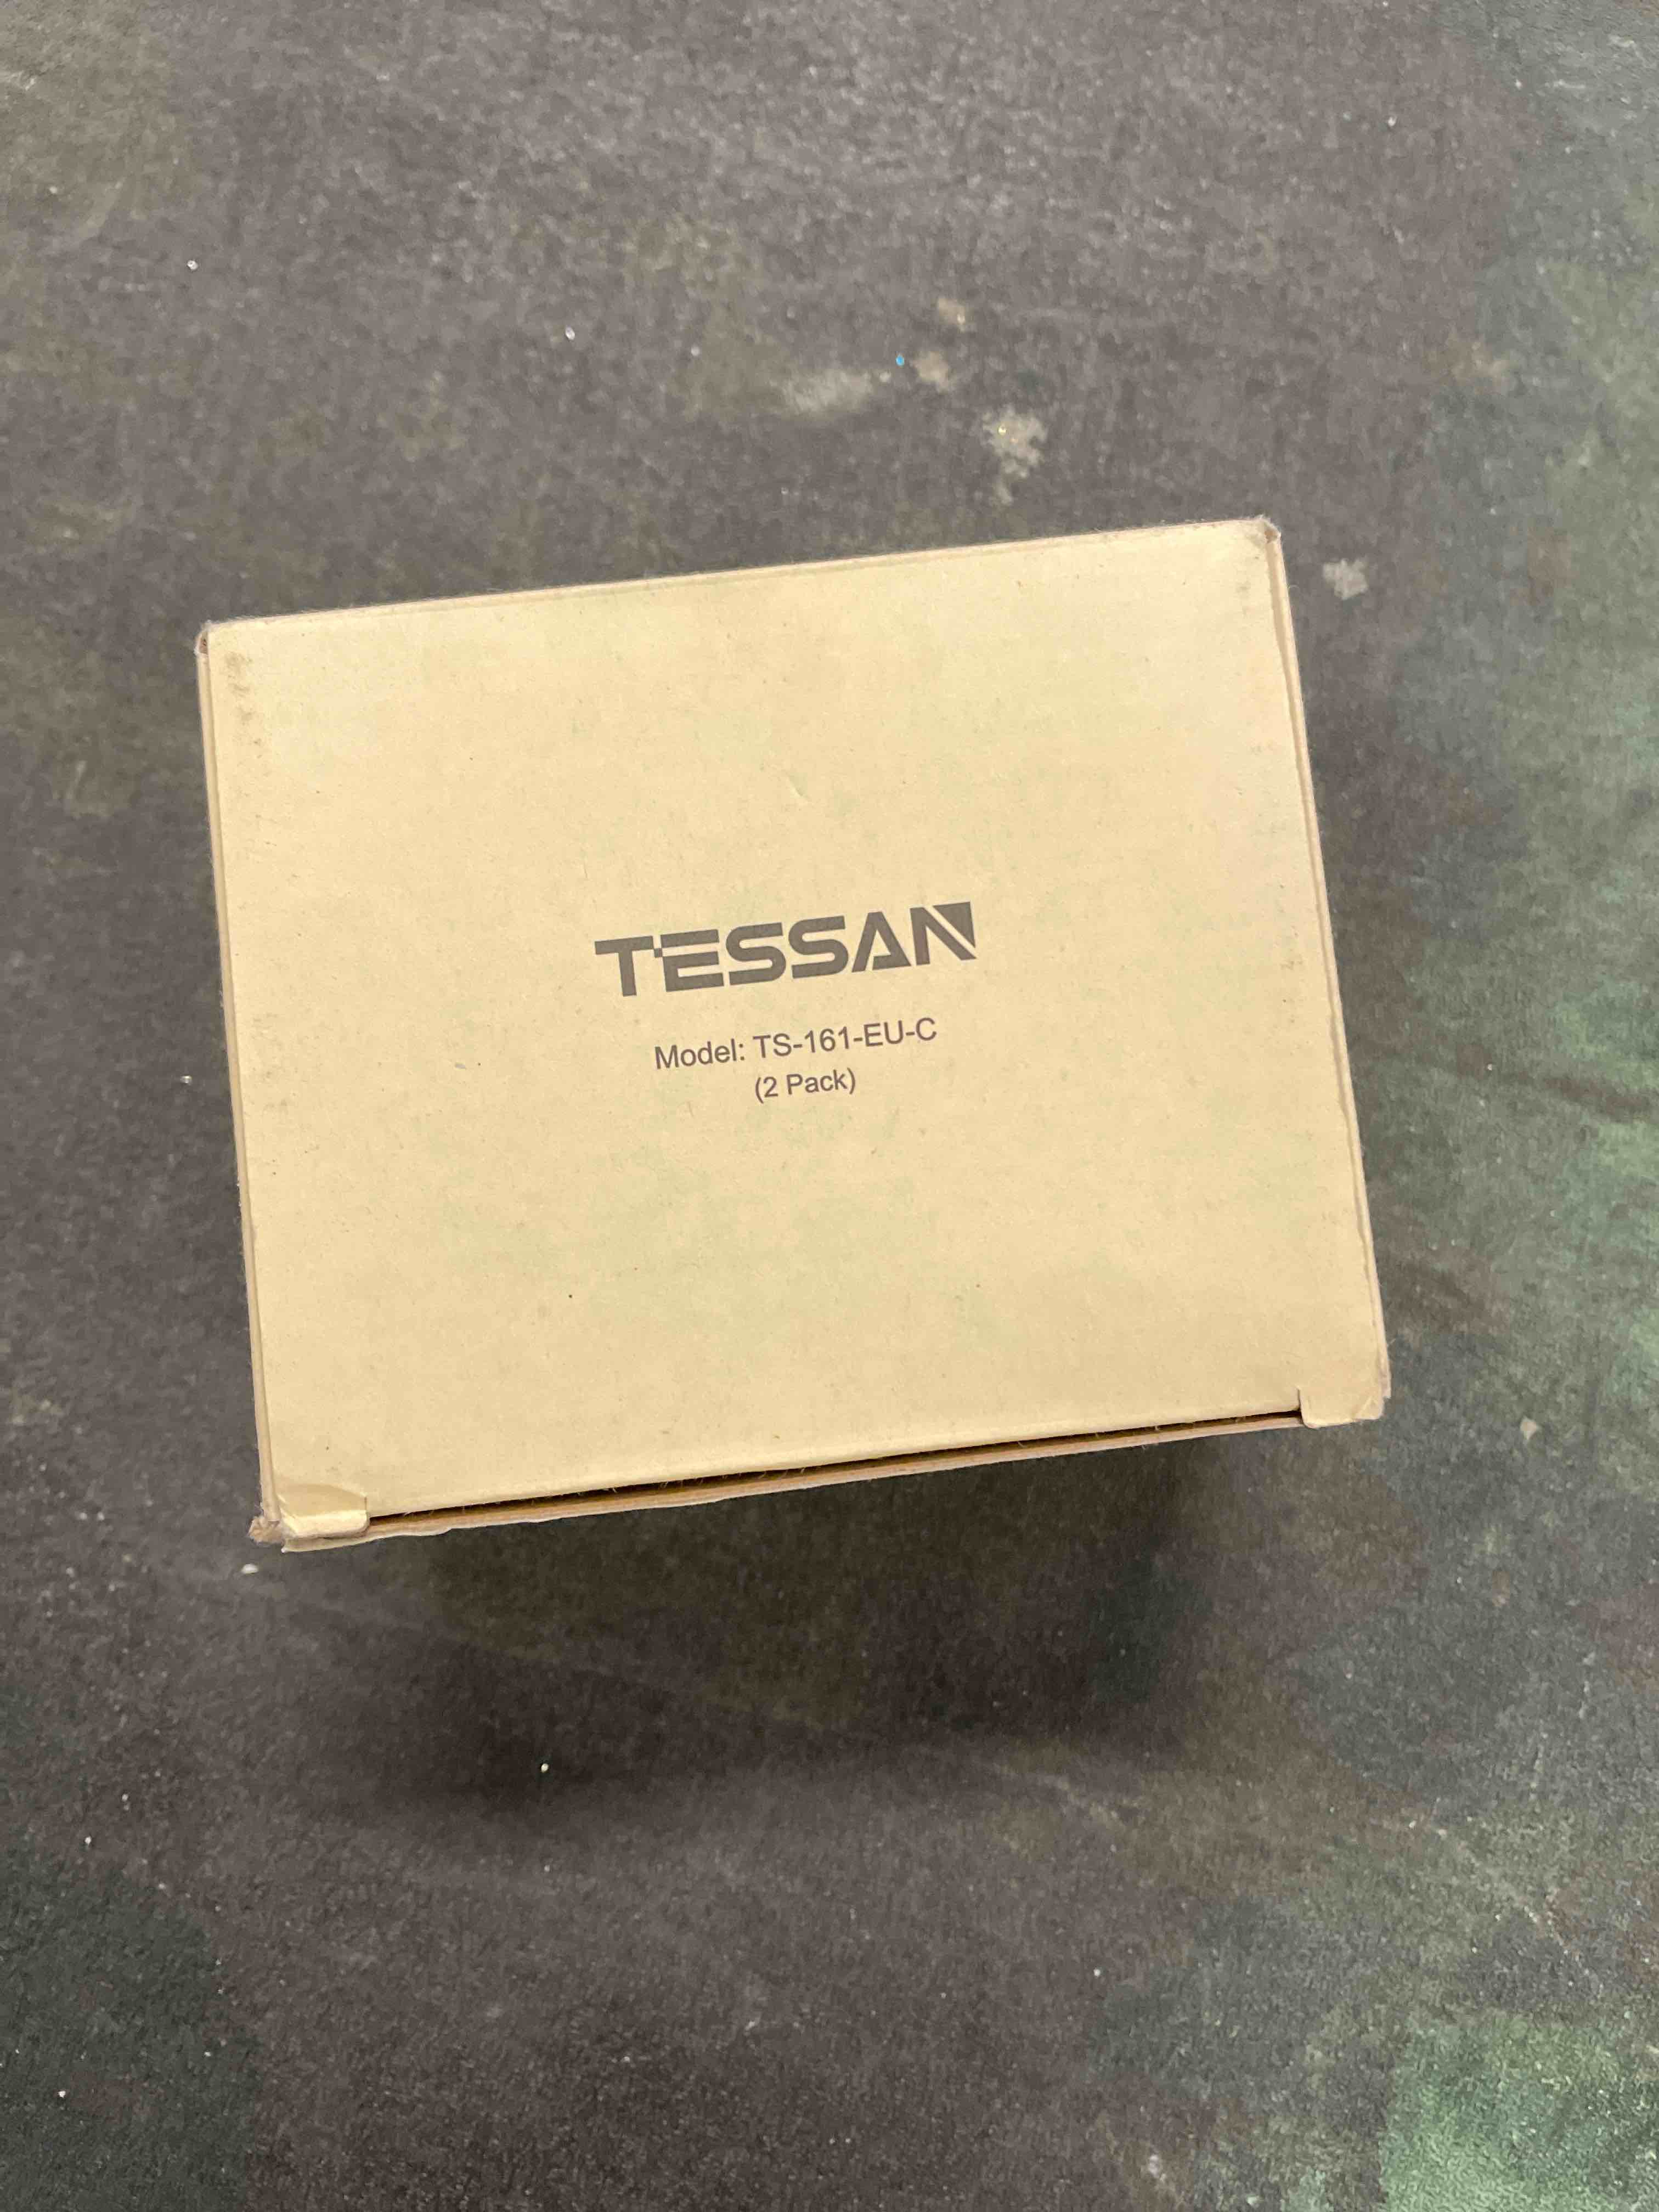 TESSAN
Model: TS-161-EU-C
(2 Pack)